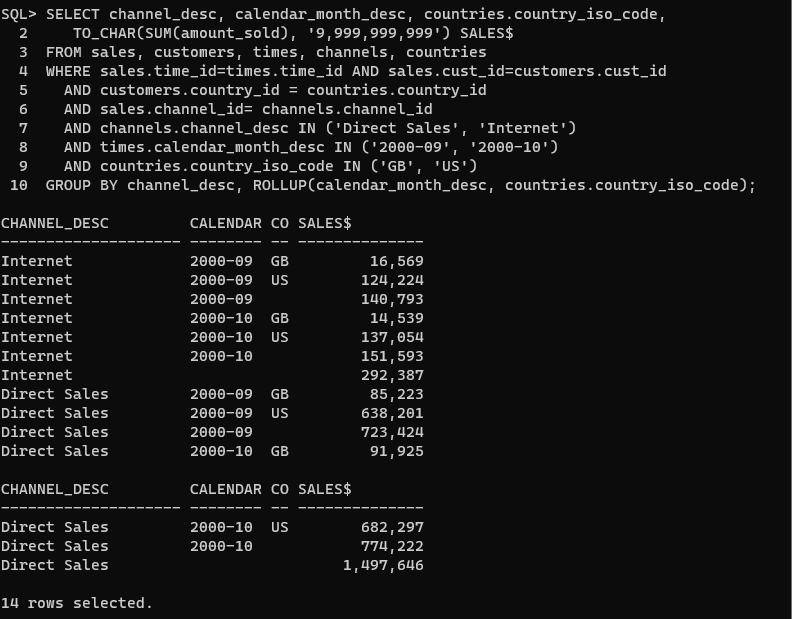 SQL> SELECT channel_desc, calendar_month_desc, countries.country_iso_code,
  2     TO_CHAR(SUM(amount_sold), '9,999,999,999') SALES$
  3  FROM sales, customers, times, channels, countries
  4  WHERE sales.time_id=times.time_id AND sales.cust_id=customers.cust_id
  5    AND customers.country_id = countries.country_id
  6    AND sales.channel_id= channels.channel_id
  7    AND channels.channel_desc IN ('Direct Sales', 'Internet')
  8    AND times.calendar_month_desc IN ('2000-09', '2000-10')
  9    AND countries.country_iso_code IN ('GB', 'US')
 10  GROUP BY channel_desc, ROLLUP(calendar_month_desc, countries.country_iso_code);

CHANNEL_DESC         CALENDAR CO SALES$
-------------------- -------- -- --------------
Internet             2000-09  GB         16,569
Internet             2000-09  US        124,224
Internet             2000-09            140,793
Internet             2000-10  GB         14,539
Internet             2000-10  US        137,054
Internet             2000-10            151,593
Internet                                292,387
Direct Sales         2000-09  GB         85,223
Direct Sales         2000-09  US        638,201
Direct Sales         2000-09            723,424
Direct Sales         2000-10  GB         91,925

CHANNEL_DESC         CALENDAR CO SALES$
-------------------- -------- -- --------------
Direct Sales         2000-10  US        682,297
Direct Sales         2000-10            774,222
Direct Sales                          1,497,646

14 rows selected.